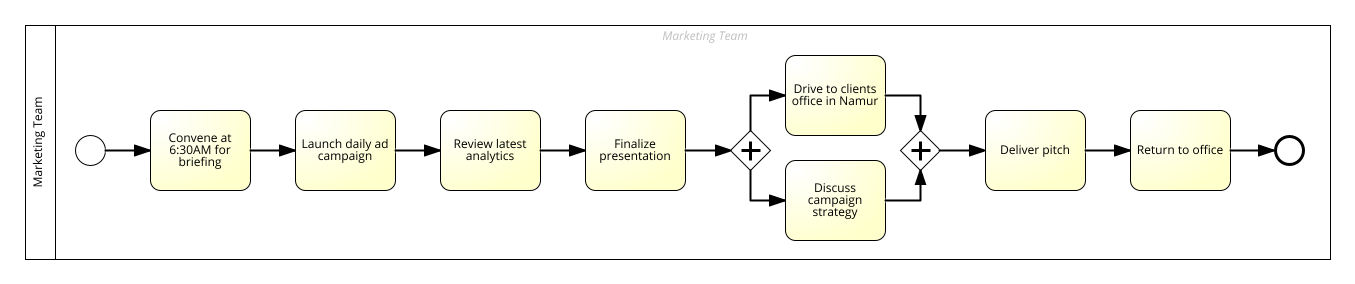 Marketing Team
Marketing Team
Convene at
6:30AM for
briefing
Launch daily ad
campaign
Review latest
analytics
Finalize
presentation
Drive to clients
office in Namur
Discuss
campaign
strategy
Deliver pitch
Return to office